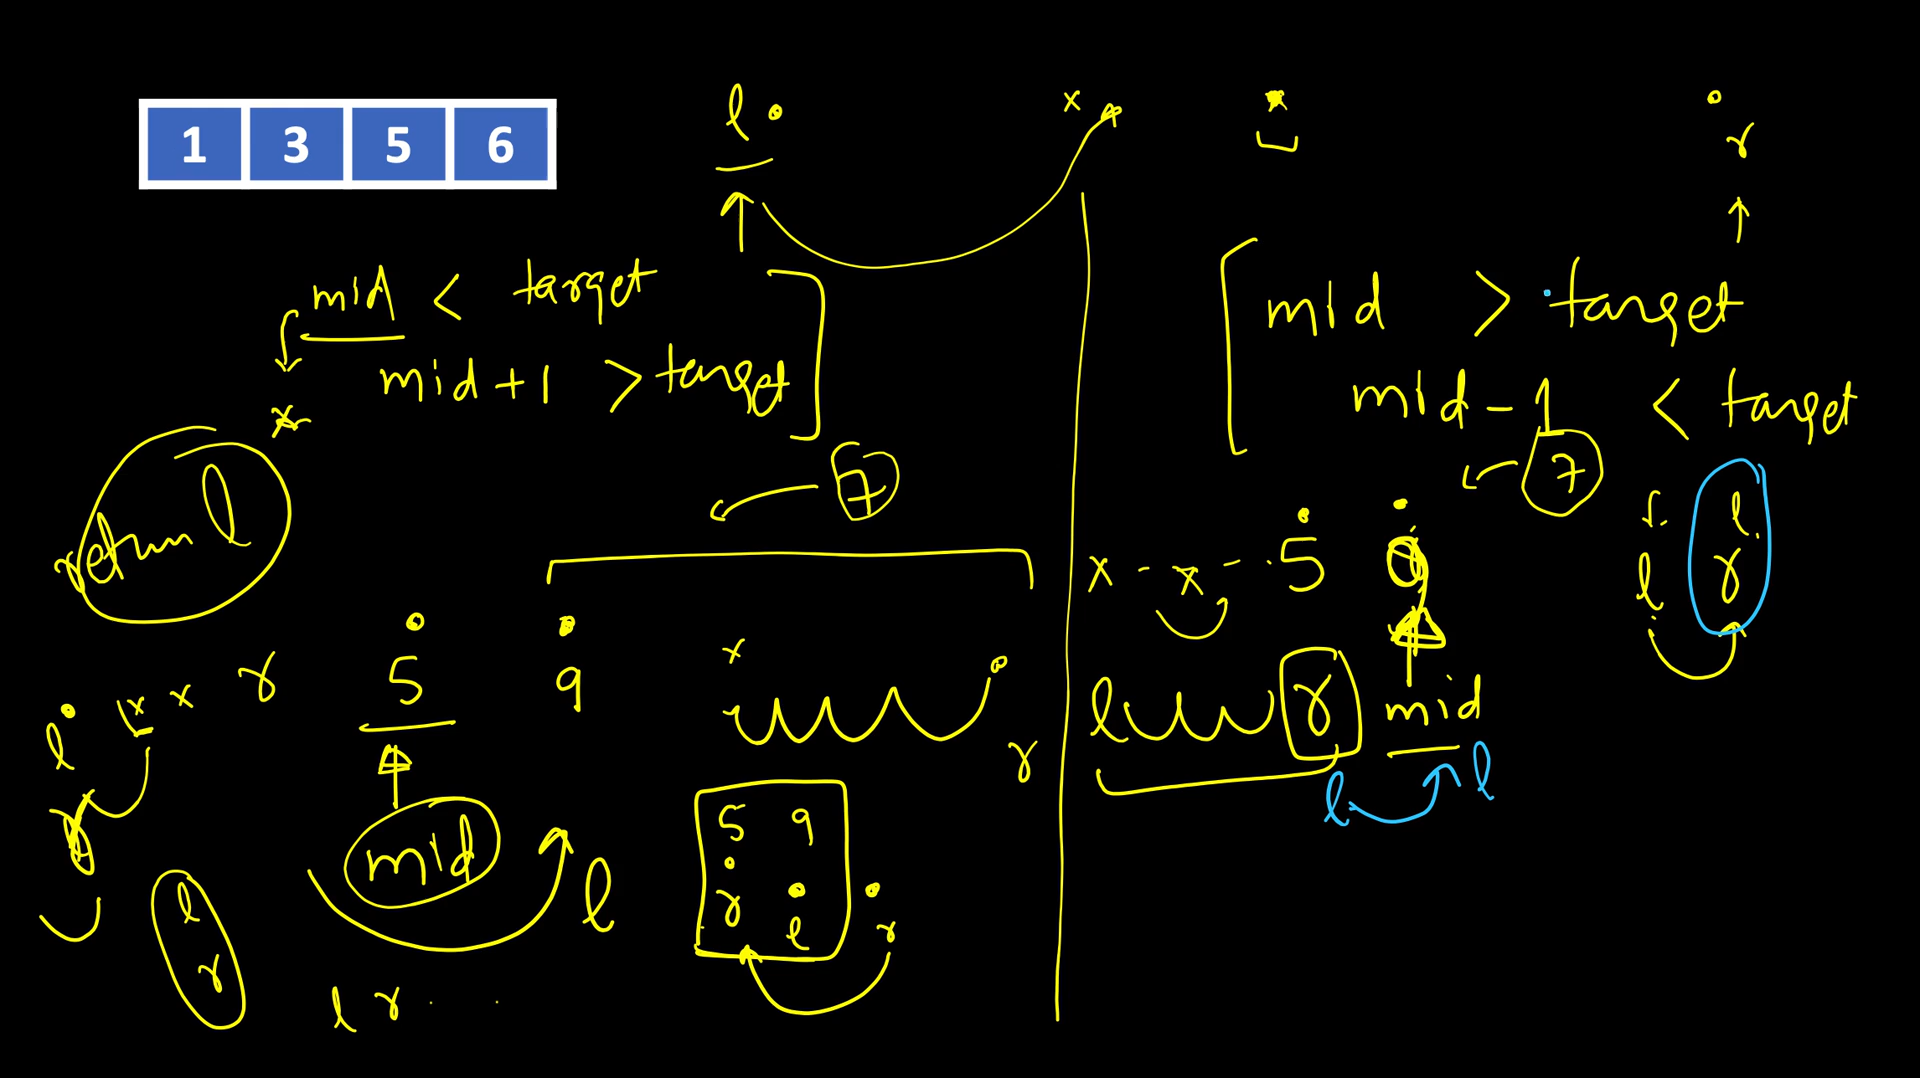 1 3 5 6
l x x
r
mid < target
mid + 1 > target
x
return l
7
mid > target
mid - 1 < target
7
x - x - . 5 9
l l
r
l r mid
l l
l x x r 5 9 x
r
r
mid
l
5 9
r l r
l
r
l r